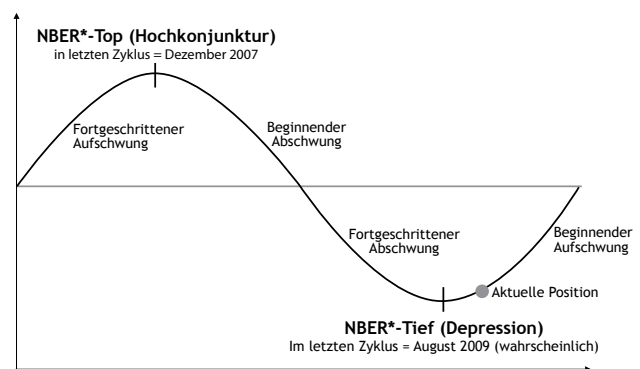 NBER*-Top (Hochkonjunktur)
in letzten Zyklus = Dezember 2007
Fortgeschrittener
Aufschwung
Beginnender
Abschwung
Fortgeschrittener
Abschwung
Beginnender
Aufschwung
Aktuelle Position
NBER*-Tief (Depression)
Im letzten Zyklus = August 2009 (wahrscheinlich)